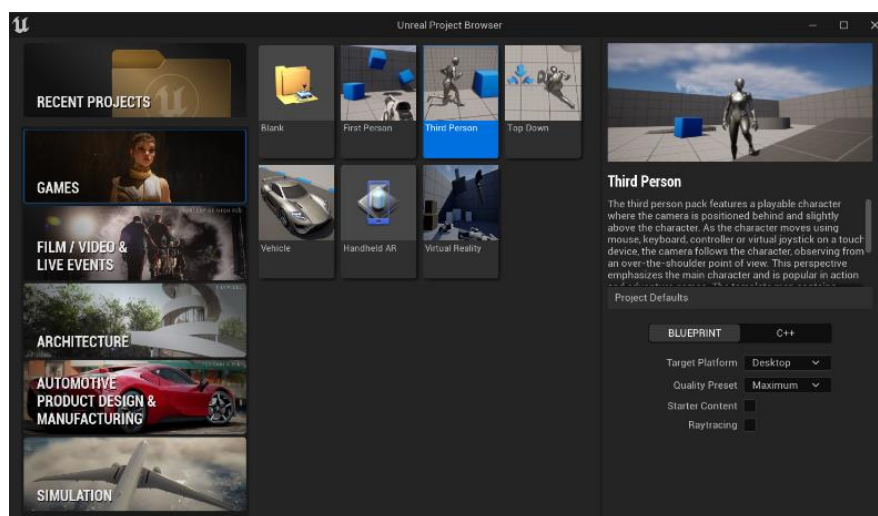 Unreal Project Browser
RECENT PROJECTS
GAMES
FILM / VIDEO &
LIVE EVENTS
ARCHITECTURE
AUTOMOTIVE
PRODUCT DESIGN &
MANUFACTURING
SIMULATION
Blank
First Person
Third Person
Top Down
Vehicle
Handheld AR
Virtual Reality
Third Person
The third person pack features a playable character
where the camera is positioned behind and slightly
above the character. As the character moves using
mouse, keyboard, controller or virtual joystick on a touch
device, the camera follows the character, observing from
an over-the-shoulder point of view. This perspective
emphasizes the main character and is popular in action
Project Defaults
BLUEPRINT
C++
Target Platform Desktop
Quality Preset Maximum
Starter Content
Raytracing